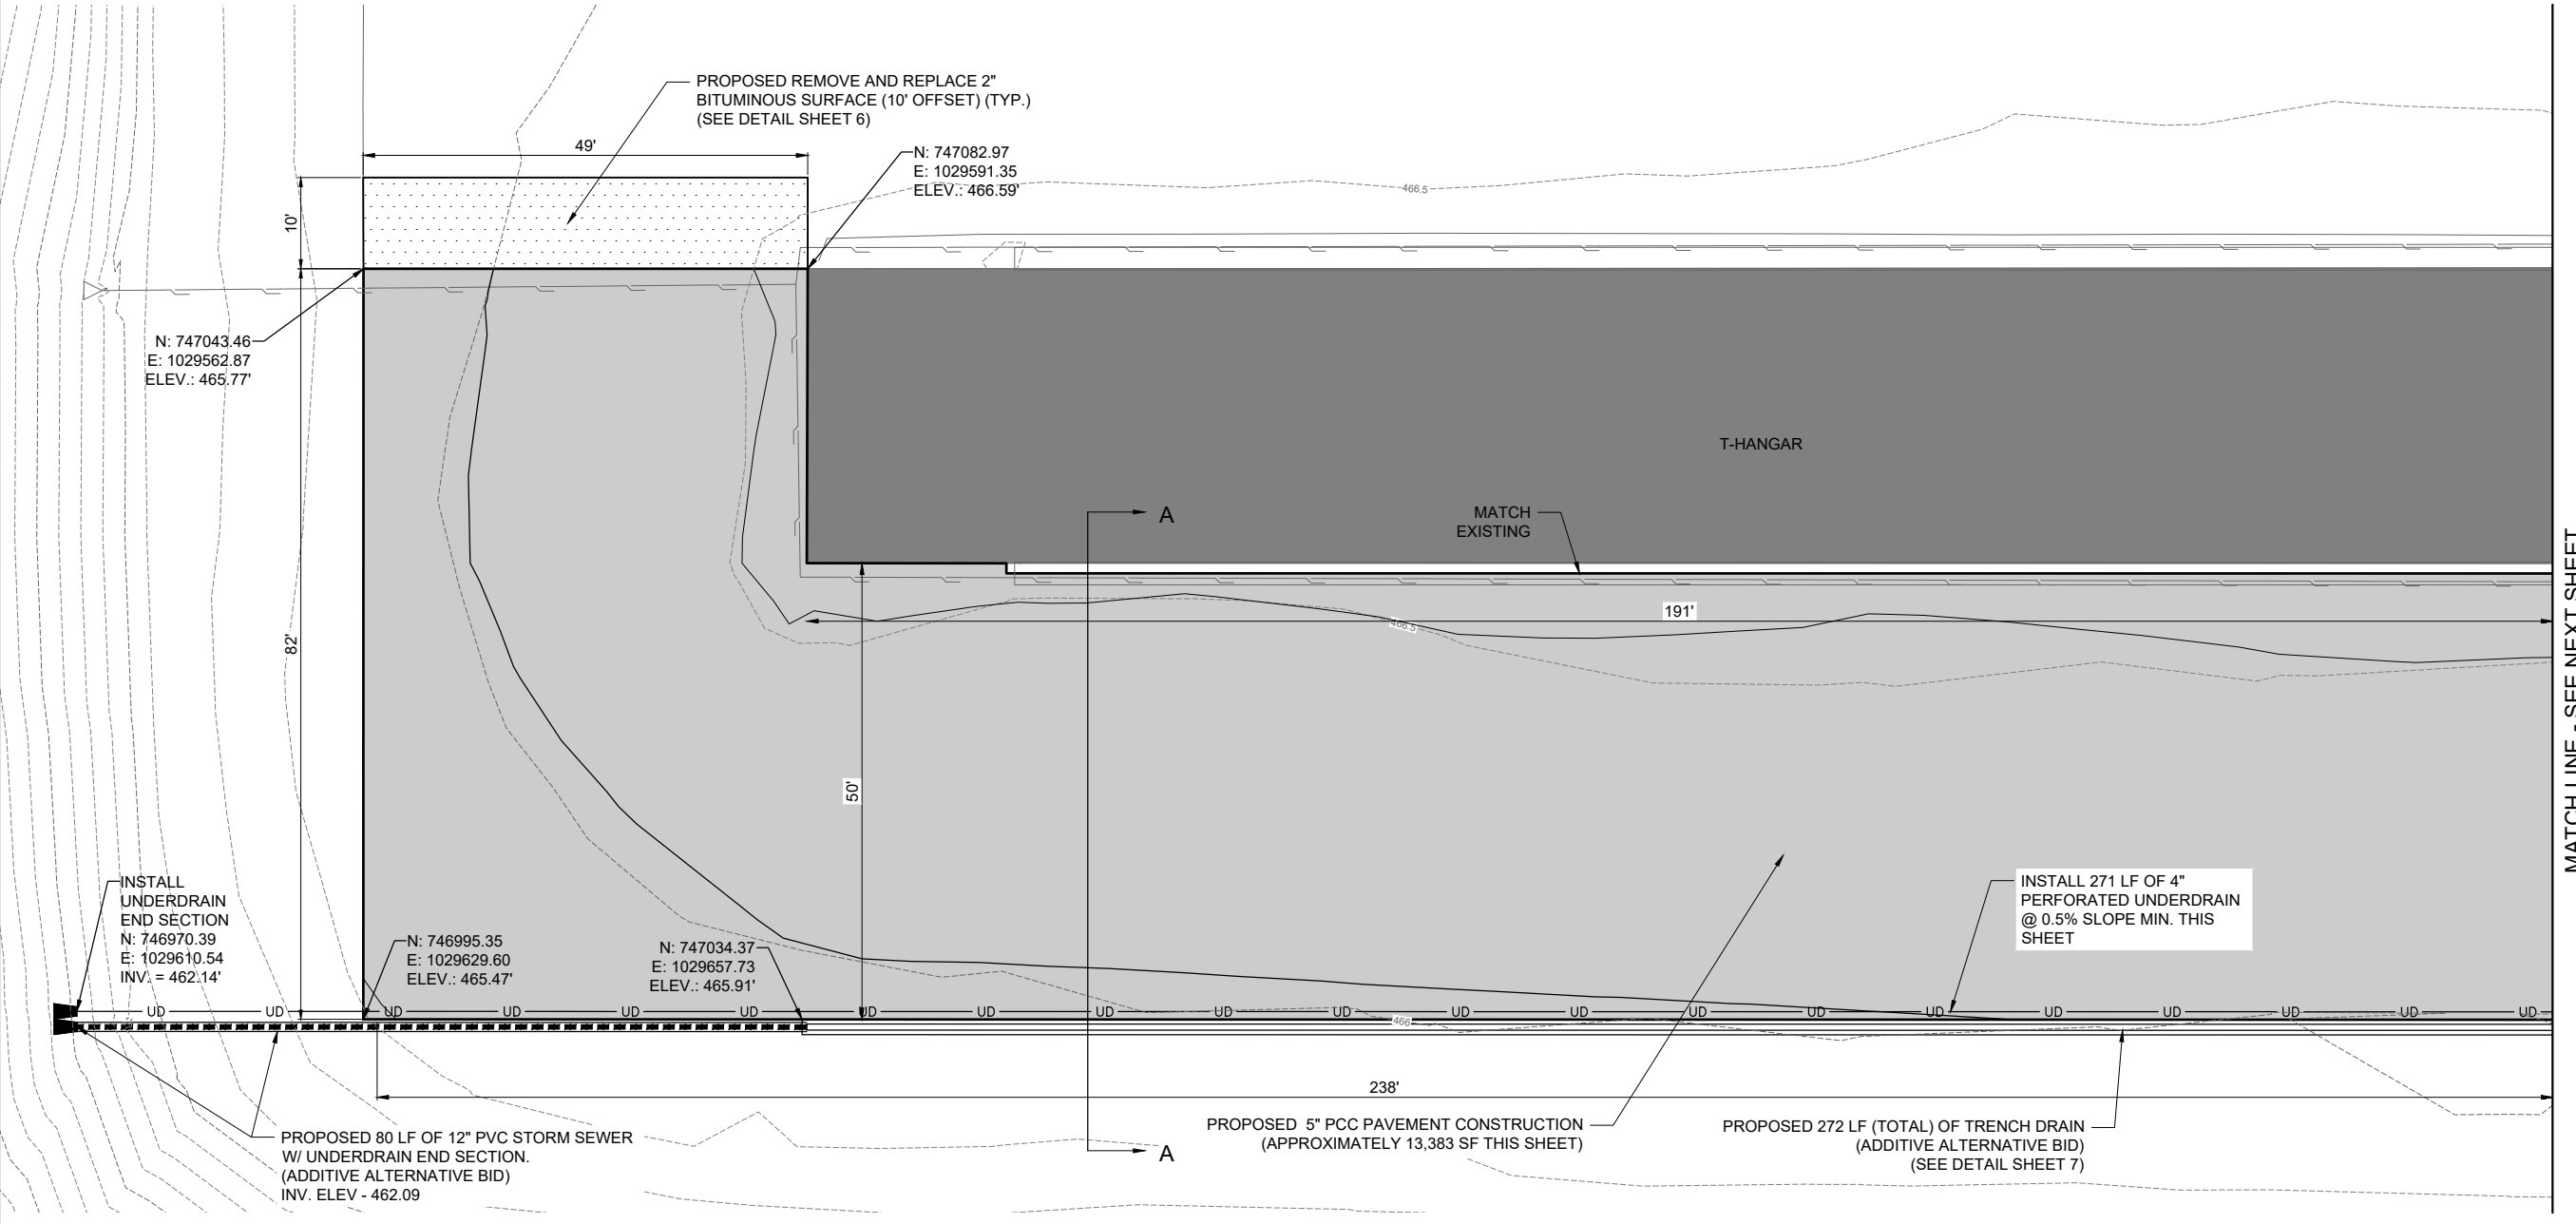 PROPOSED REMOVE AND REPLACE 2"
BITUMINOUS SURFACE (10' OFFSET) (TYP.)
(SEE DETAIL SHEET 6)
49'
N: 747082.97
E: 1029591.35
ELEV.: 466.59'
466.5
10'
N: 747043.46
E: 1029562.87
ELEV.: 465.77'
T-HANGAR
A
MATCH
EXISTING
191'
466.5
82'
50'
MATCH LINE - SEE NEXT SHEET
INSTALL
UNDERDRAIN
END SECTION
N: 746970.39
E: 1029610.54
INV. = 462.14'
N: 746995.35
E: 1029629.60
ELEV.: 465.47'
N: 747034.37
E: 1029657.73
ELEV.: 465.91'
INSTALL 271 LF OF 4"
PERFORATED UNDERDRAIN
@ 0.5% SLOPE MIN. THIS
SHEET
UD UD UD UD UD UD UD UD UD UD UD UD UD UD UD UD UD UD UD UD UD
466
238'
PROPOSED 80 LF OF 12" PVC STORM SEWER
W/ UNDERDRAIN END SECTION.
(ADDITIVE ALTERNATIVE BID)
INV. ELEV - 462.09
A
PROPOSED 5" PCC PAVEMENT CONSTRUCTION
(APPROXIMATELY 13,383 SF THIS SHEET)
PROPOSED 272 LF (TOTAL) OF TRENCH DRAIN
(ADDITIVE ALTERNATIVE BID)
(SEE DETAIL SHEET 7)